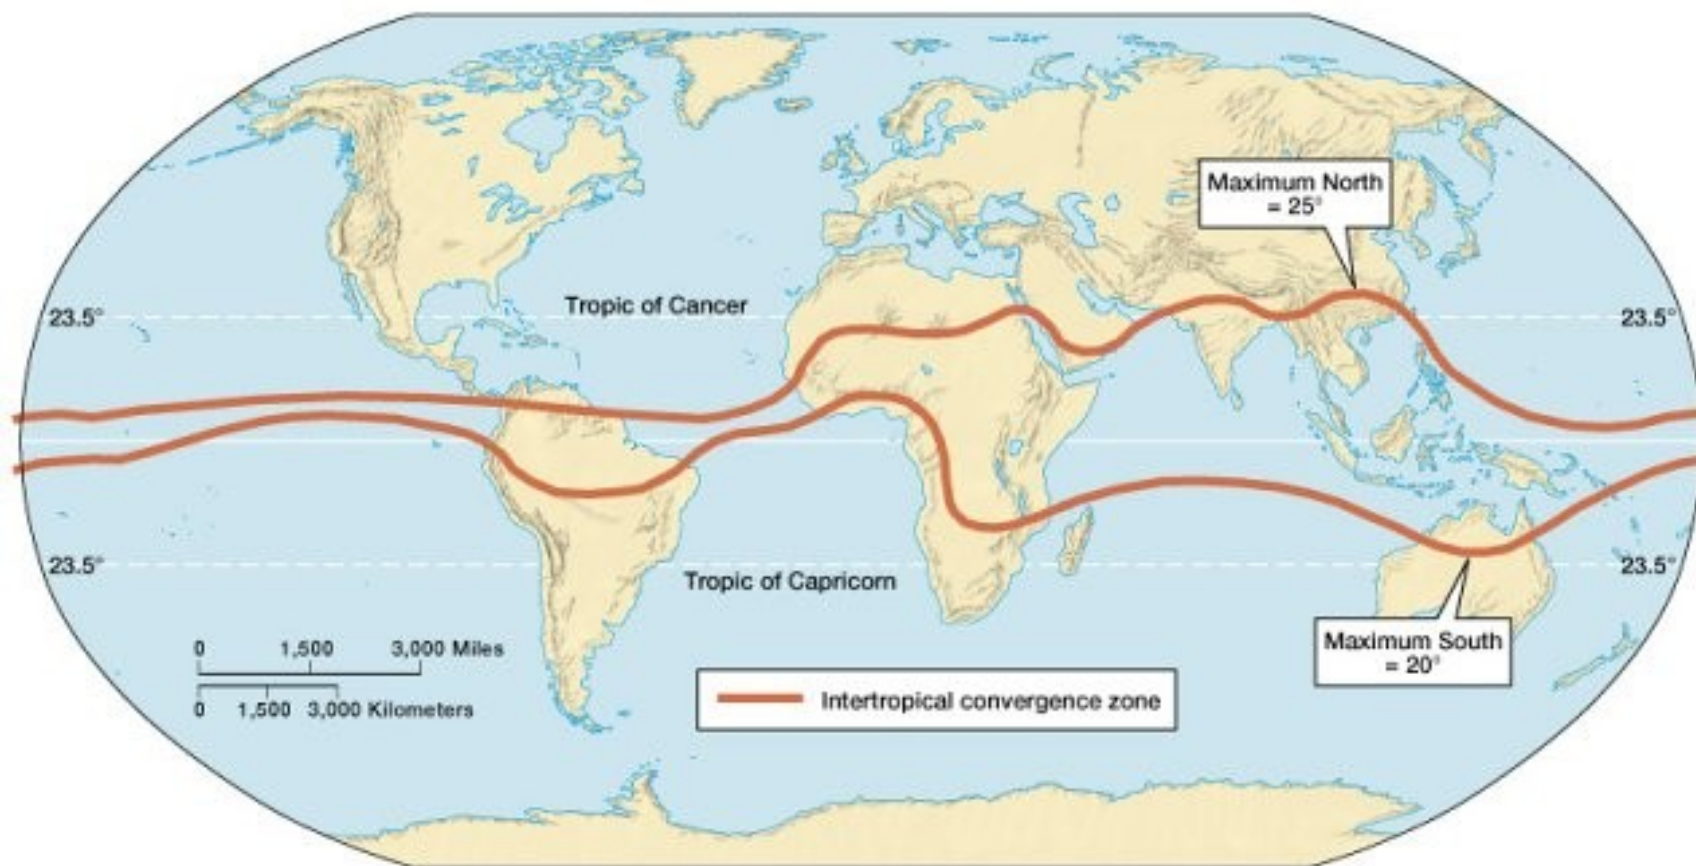 Maximum North
= 25°
Tropic of Cancer
23.5°
23.5°
23.5°
23.5°
Tropic of Capricorn
Maximum South
= 20°
0 1,500 3,000 Miles
0 1,500 3,000 Kilometers
Intertropical convergence zone